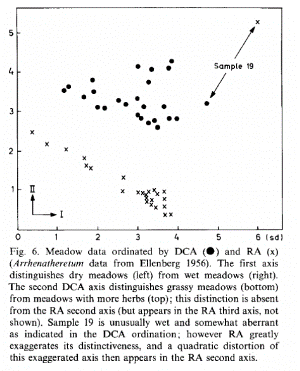 6
5
4
3
2
1
Sample 19
II
I
0 1 2 3 4 5 6 (sd)
Fig. 6. Meadow data ordinated by DCA (●) and RA (x)
(Arrhenatheretum data from Ellenberg 1956). The first axis
distinguishes dry meadows (left) from wet meadows (right).
The second DCA axis distinguishes grassy meadows (bottom)
from meadows with more herbs (top); this distinction is absent
from the RA second axis (but appears in the RA third axis, not
shown). Sample 19 is unusually wet and somewhat aberrant
as indicated in the DCA ordination; however RA greatly
exaggerates its distinctiveness, and a quadratic distortion of
this exaggerated axis then appears in the RA second axis.